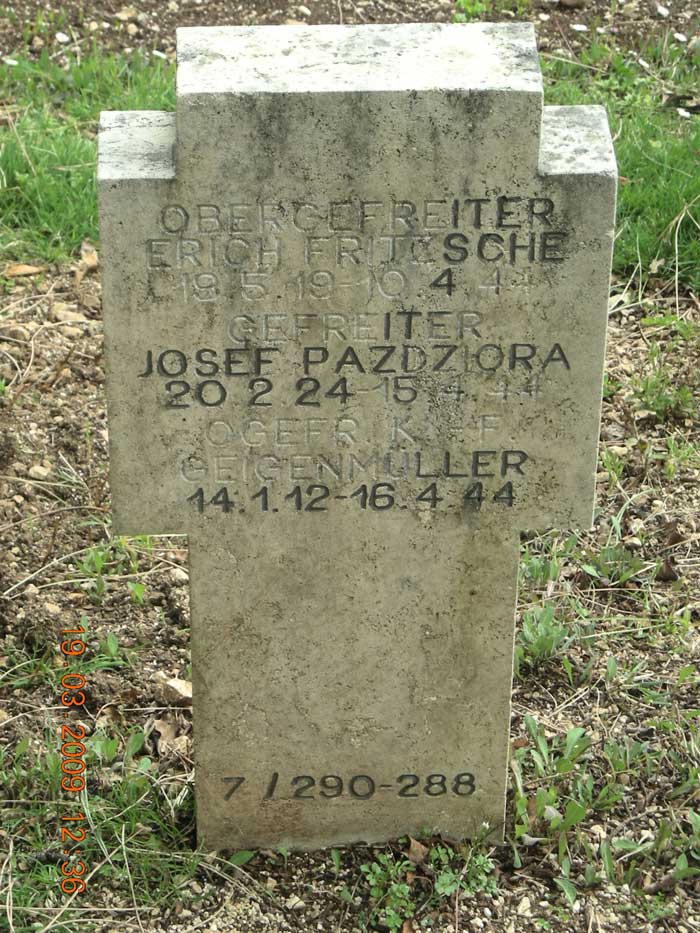 OBERGEFREITER
ERICH FRITZSCHE
19.5.19-10.4.44
GEFREITER
JOSEF PAZDZIORA
20.2.24-15.4.44
OGEFR
GEIGENMÜLLER
14.1.12-16.4.44
7/290-288
19.03.2009 12:36